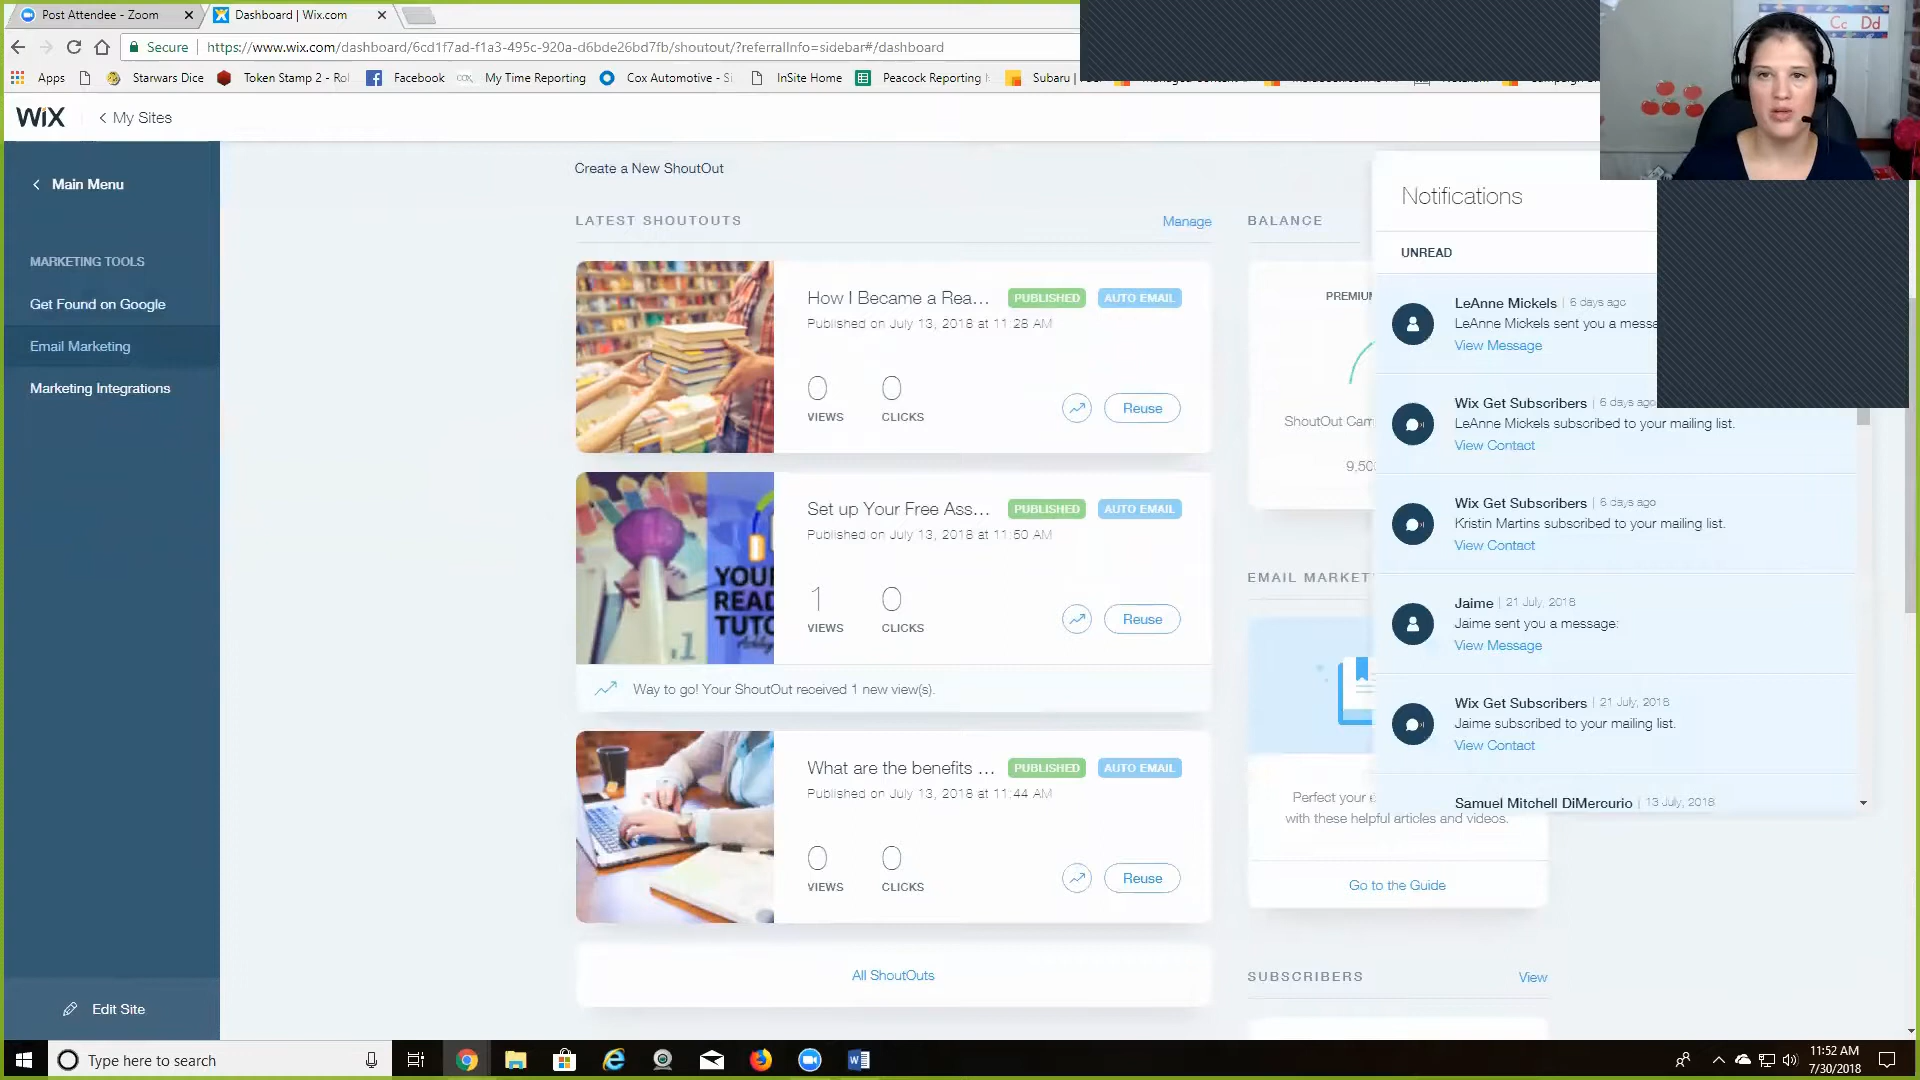 Post Attendee - Zoom
Dashboard | Wix.com
Secure
https://www.wix.com/dashboard/6cd1f7ad-f1a3-495c-920a-d6bde26bd7fb/shoutout/?referralInfo=sidebar#/dashboard
Apps
Starwars Dice
Token Stamp 2 - Rol
Facebook
My Time Reporting
Cox Automotive - Si
InSite Home
Peacock Reporting
Subaru |
Cc Dd
WiX
< My Sites
Main Menu
MARKETING TOOLS
Get Found on Google
Email Marketing
Marketing Integrations
Edit Site
Create a New ShoutOut
LATEST SHOUTOUTS
Manage
How I Became a Rea...
PUBLISHED
AUTO EMAIL
Published on July 13, 2018 at 11:28 AM
0
VIEWS
0
CLICKS
Reuse
YOUR
READ
TUTO
Set up Your Free Ass...
PUBLISHED
AUTO EMAIL
Published on July 13, 2018 at 11:50 AM
1
VIEWS
0
CLICKS
Reuse
Way to go! Your ShoutOut received 1 new view(s).
What are the benefits ...
PUBLISHED
AUTO EMAIL
Published on July 13, 2018 at 11:44 AM
0
VIEWS
0
CLICKS
Reuse
All ShoutOuts
BALANCE
PREMIUM
ShoutOut Cam
9,500
EMAIL MARKET
Perfect your e
with these helpful articles and videos.
Go to the Guide
SUBSCRIBERS
View
Notifications
UNREAD
LeAnne Mickels | 6 days ago
LeAnne Mickels sent you a messa
View Message
Wix Get Subscribers | 6 days ago
LeAnne Mickels subscribed to your mailing list.
View Contact
Wix Get Subscribers | 6 days ago
Kristin Martins subscribed to your mailing list.
View Contact
Jaime | 21 July, 2018
Jaime sent you a message:
View Message
Wix Get Subscribers | 21 July, 2018
Jaime subscribed to your mailing list.
View Contact
Samuel Mitchell DiMercurio | 13 July, 2018
Type here to search
11:52 AM
7/30/2018